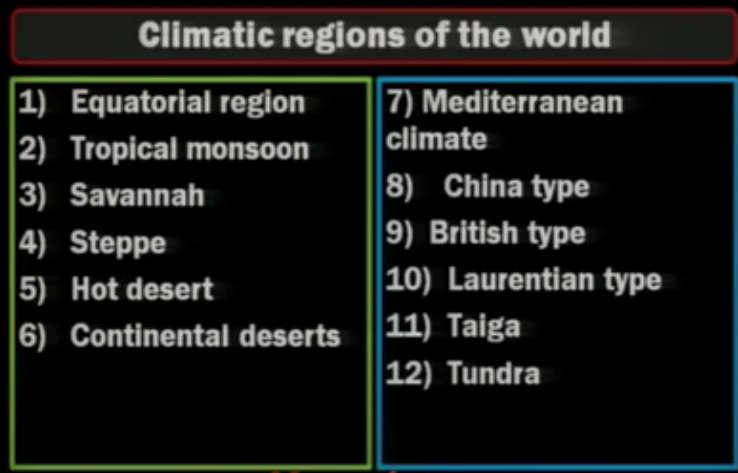 Climatic regions of the world
1) Equatorial region
2) Tropical monsoon
3) Savannah
4) Steppe
5) Hot desert
6) Continental deserts
7) Mediterranean
climate
8) China type
9) British type
10) Laurentian type
11) Taiga
12) Tundra